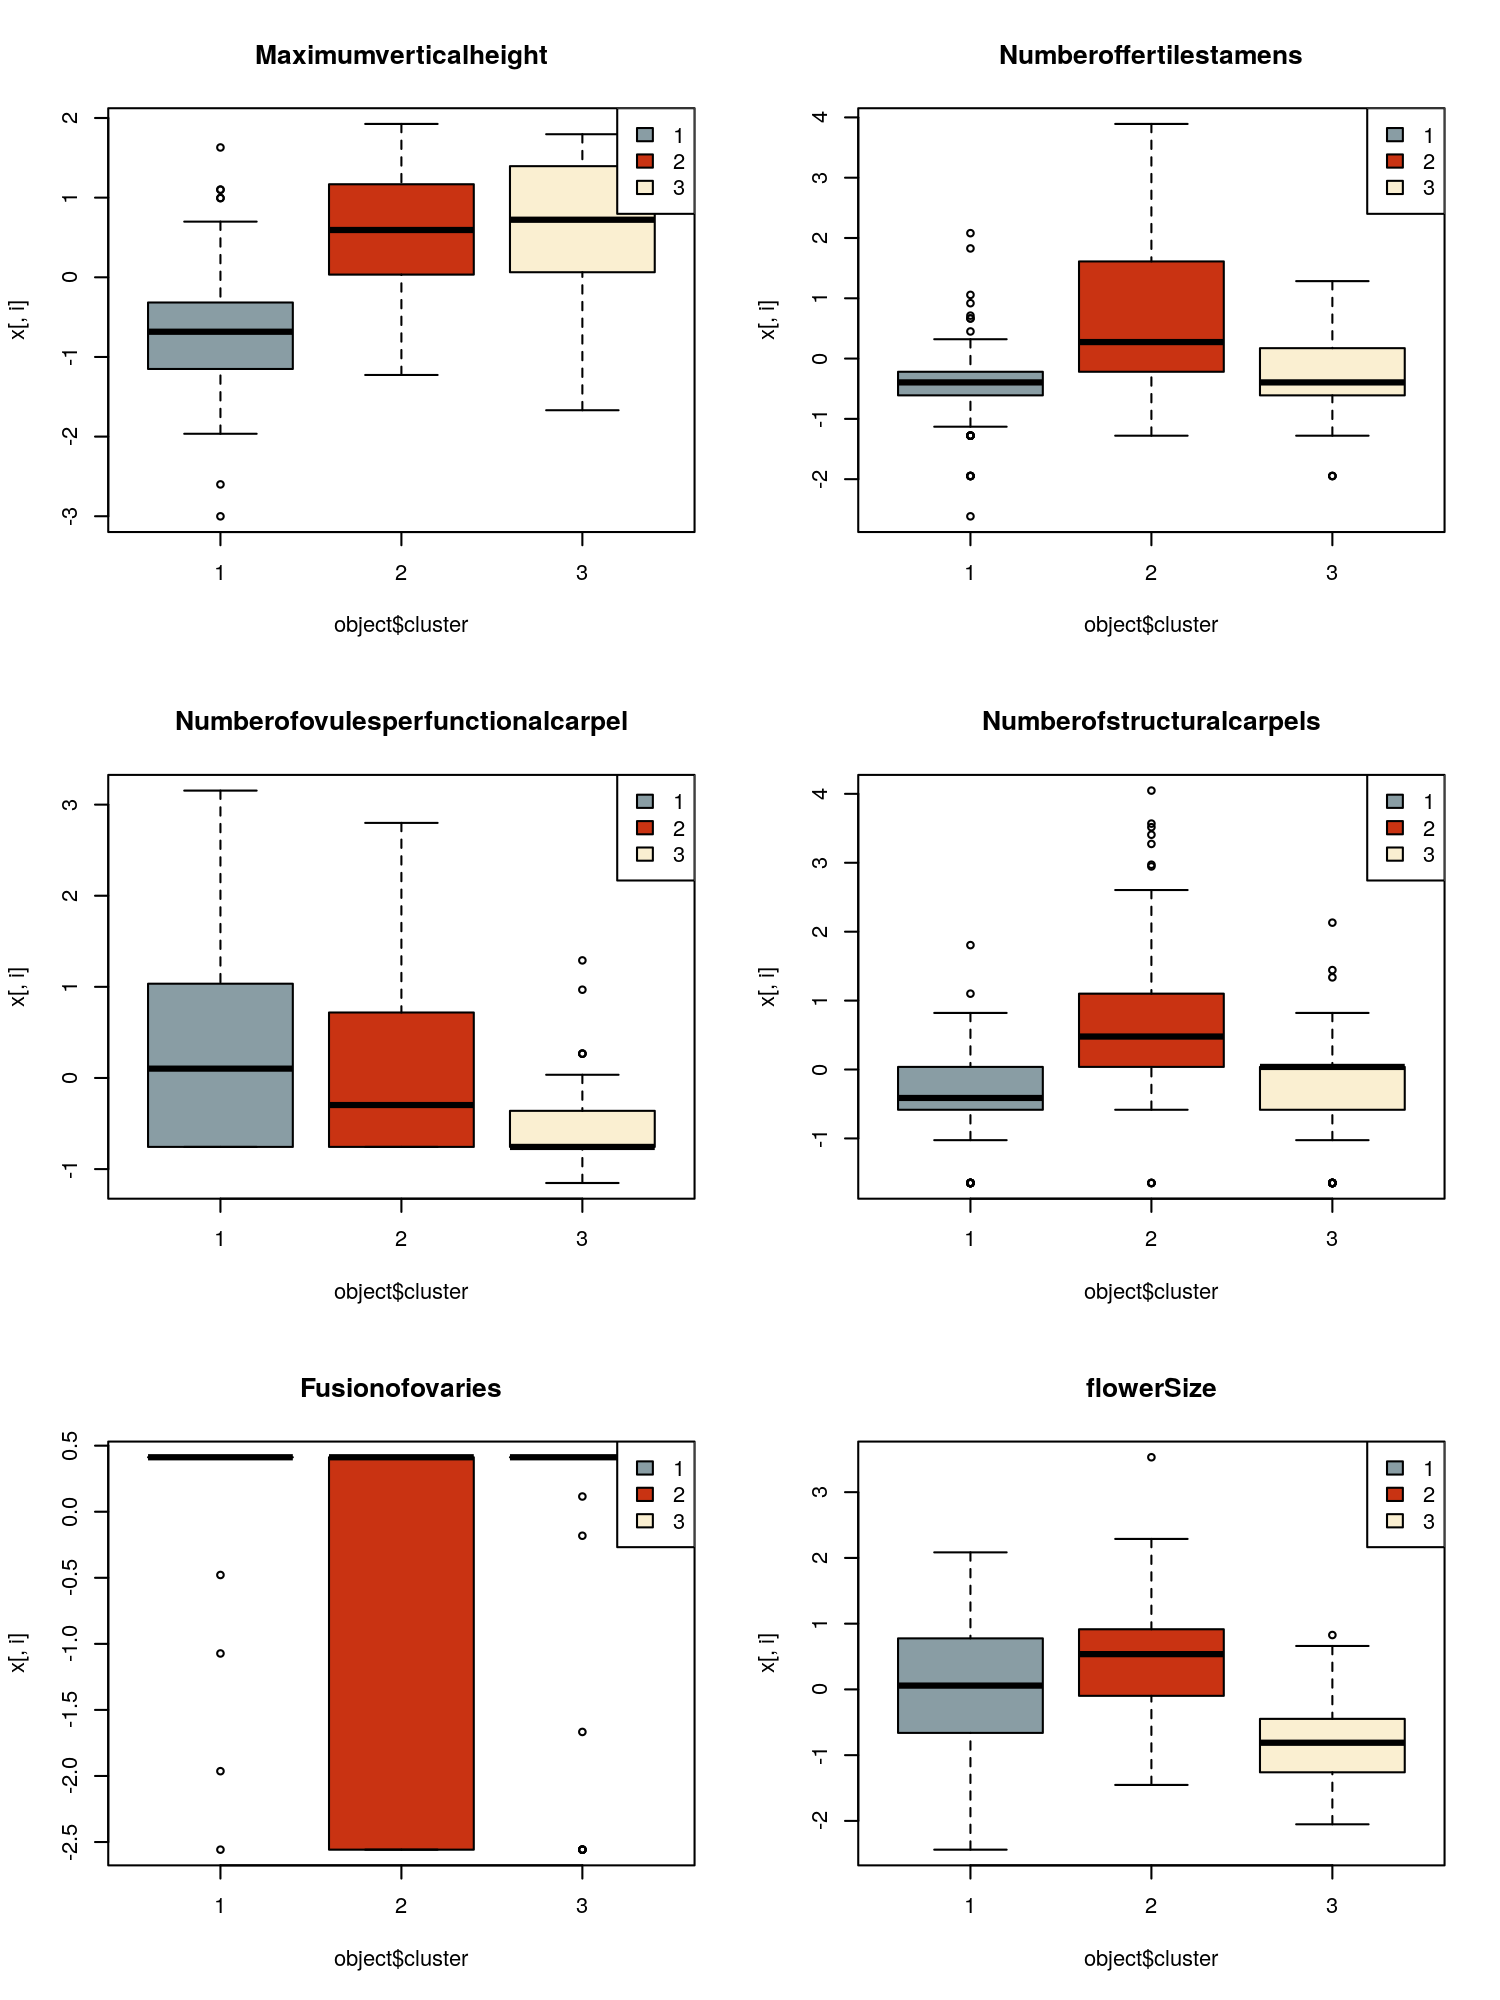 Maximumverticalheight
x[, i]
2
1
0
-1
-2
-3
1
2
3
1 2 3
object$cluster
Numberoffertilestamens
x[, i]
4
3
2
1
0
-1
-2
1
2
3
1 2 3
object$cluster
Numberofovulesperfunctionalcarpel
x[, i]
3
2
1
0
-1
1
2
3
1 2 3
object$cluster
Numberofstructuralcarpels
x[, i]
4
3
2
1
0
-1
1
2
3
1 2 3
object$cluster
Fusionofovaries
x[, i]
0.5
0.0
-0.5
-1.0
-1.5
-2.0
-2.5
1
2
3
1 2 3
object$cluster
flowerSize
x[, i]
3
2
1
0
-1
-2
1
2
3
1 2 3
object$cluster